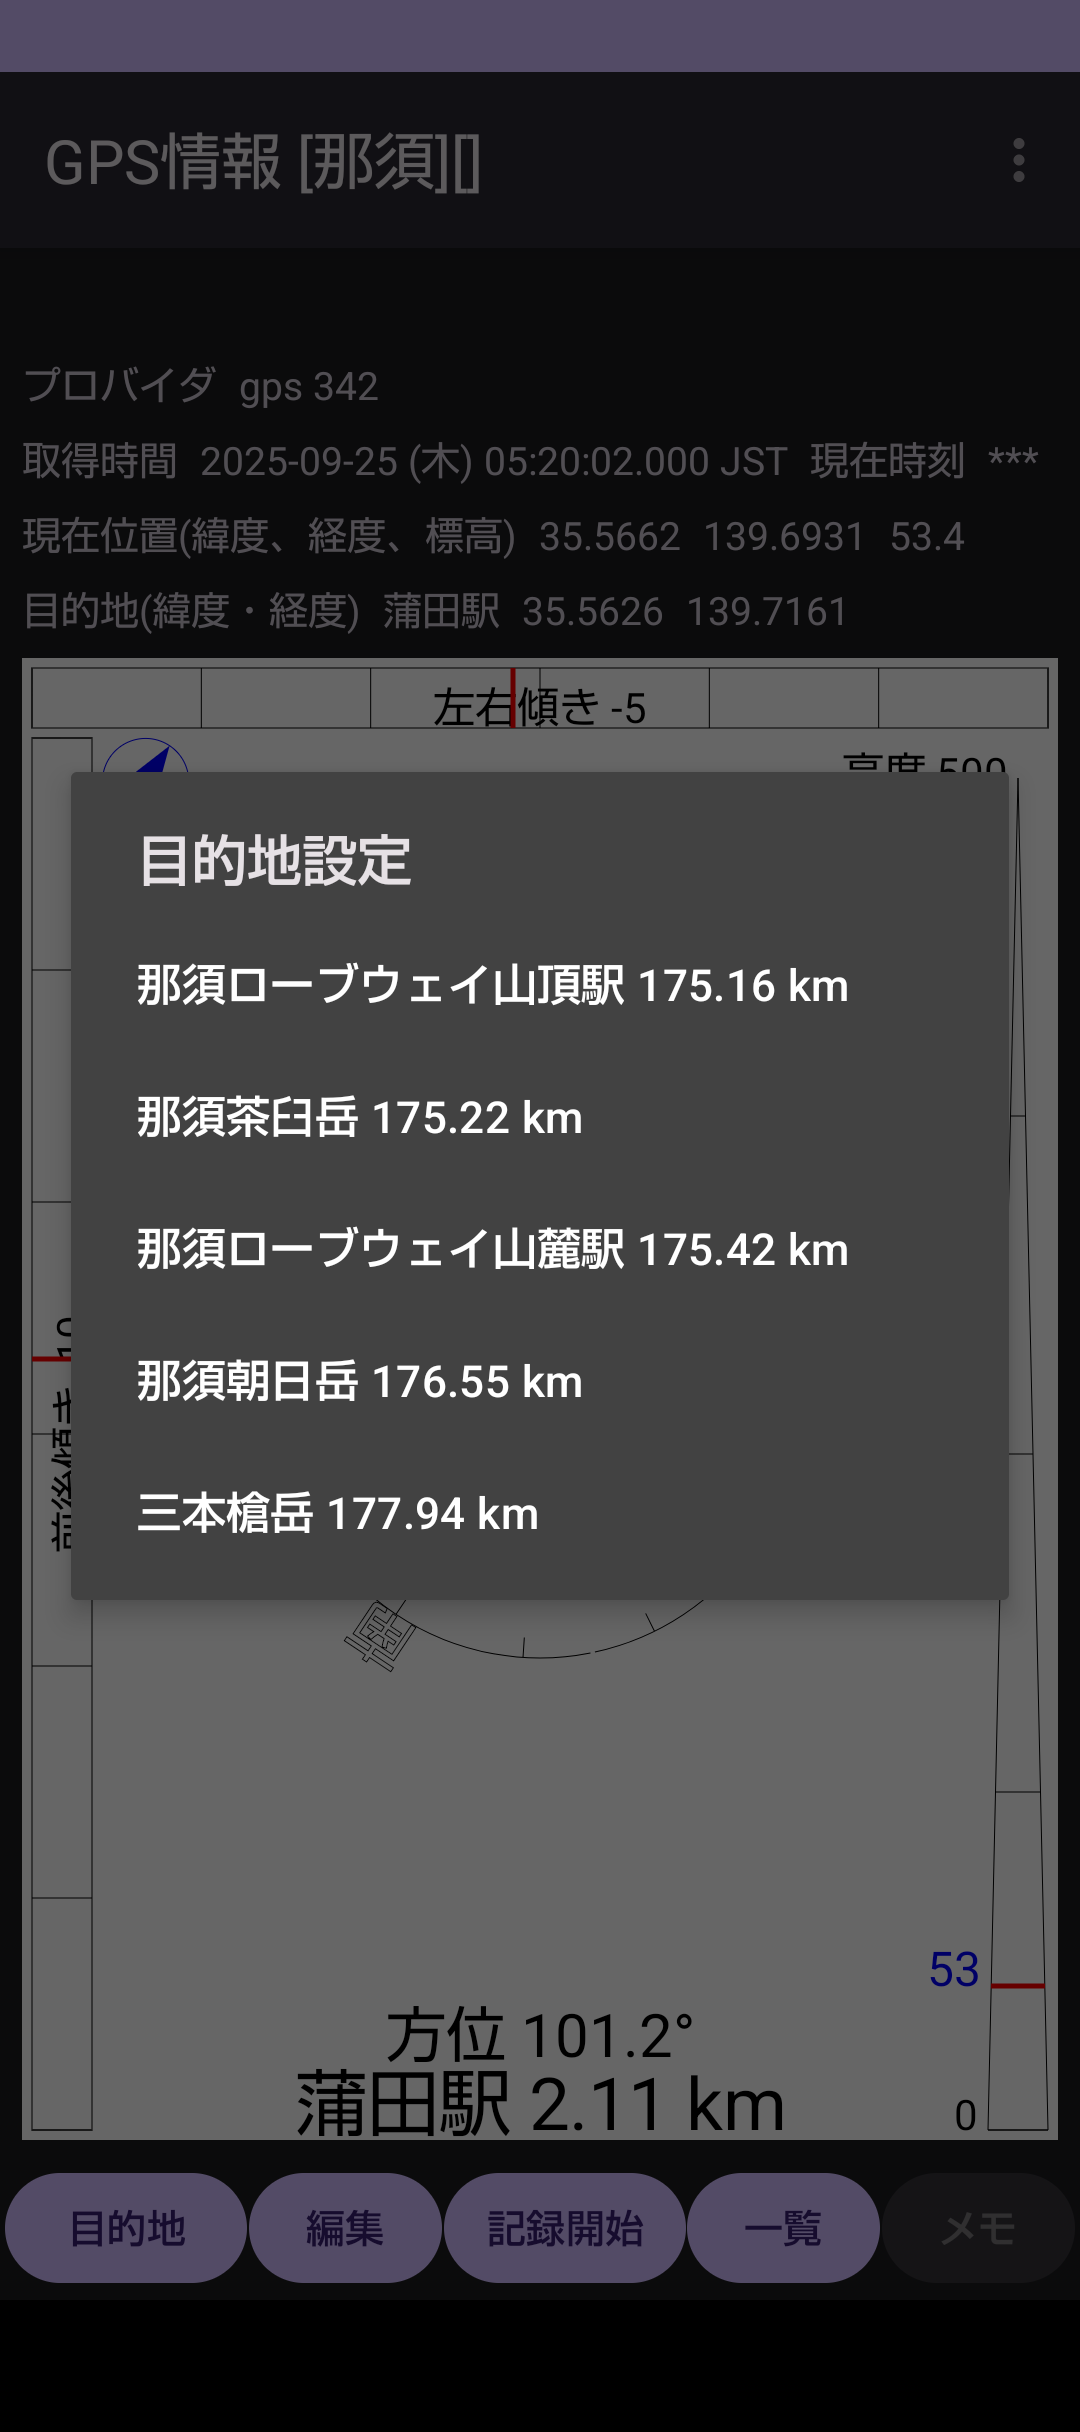 GPS情報 [那須][]
プロバイダ gps 342
取得時間 2025-09-25 (木) 05:20:02.000 JST 現在時刻 ***
現在位置(緯度、経度、標高) 35.5662 139.6931 53.4
目的地(緯度・経度) 蒲田駅 35.5626 139.7161
左右傾き -5
高度 500
目的地設定
那須ロープウェイ山頂駅 175.16 km
那須茶臼岳 175.22 km
那須ロープウェイ山麓駅 175.42 km
那須朝日岳 176.55 km
三本槍岳 177.94 km
前後傾き
53
方位 101.2°
蒲田駅 2.11 km
0
目的地 編集 記録開始 一覧 メモ